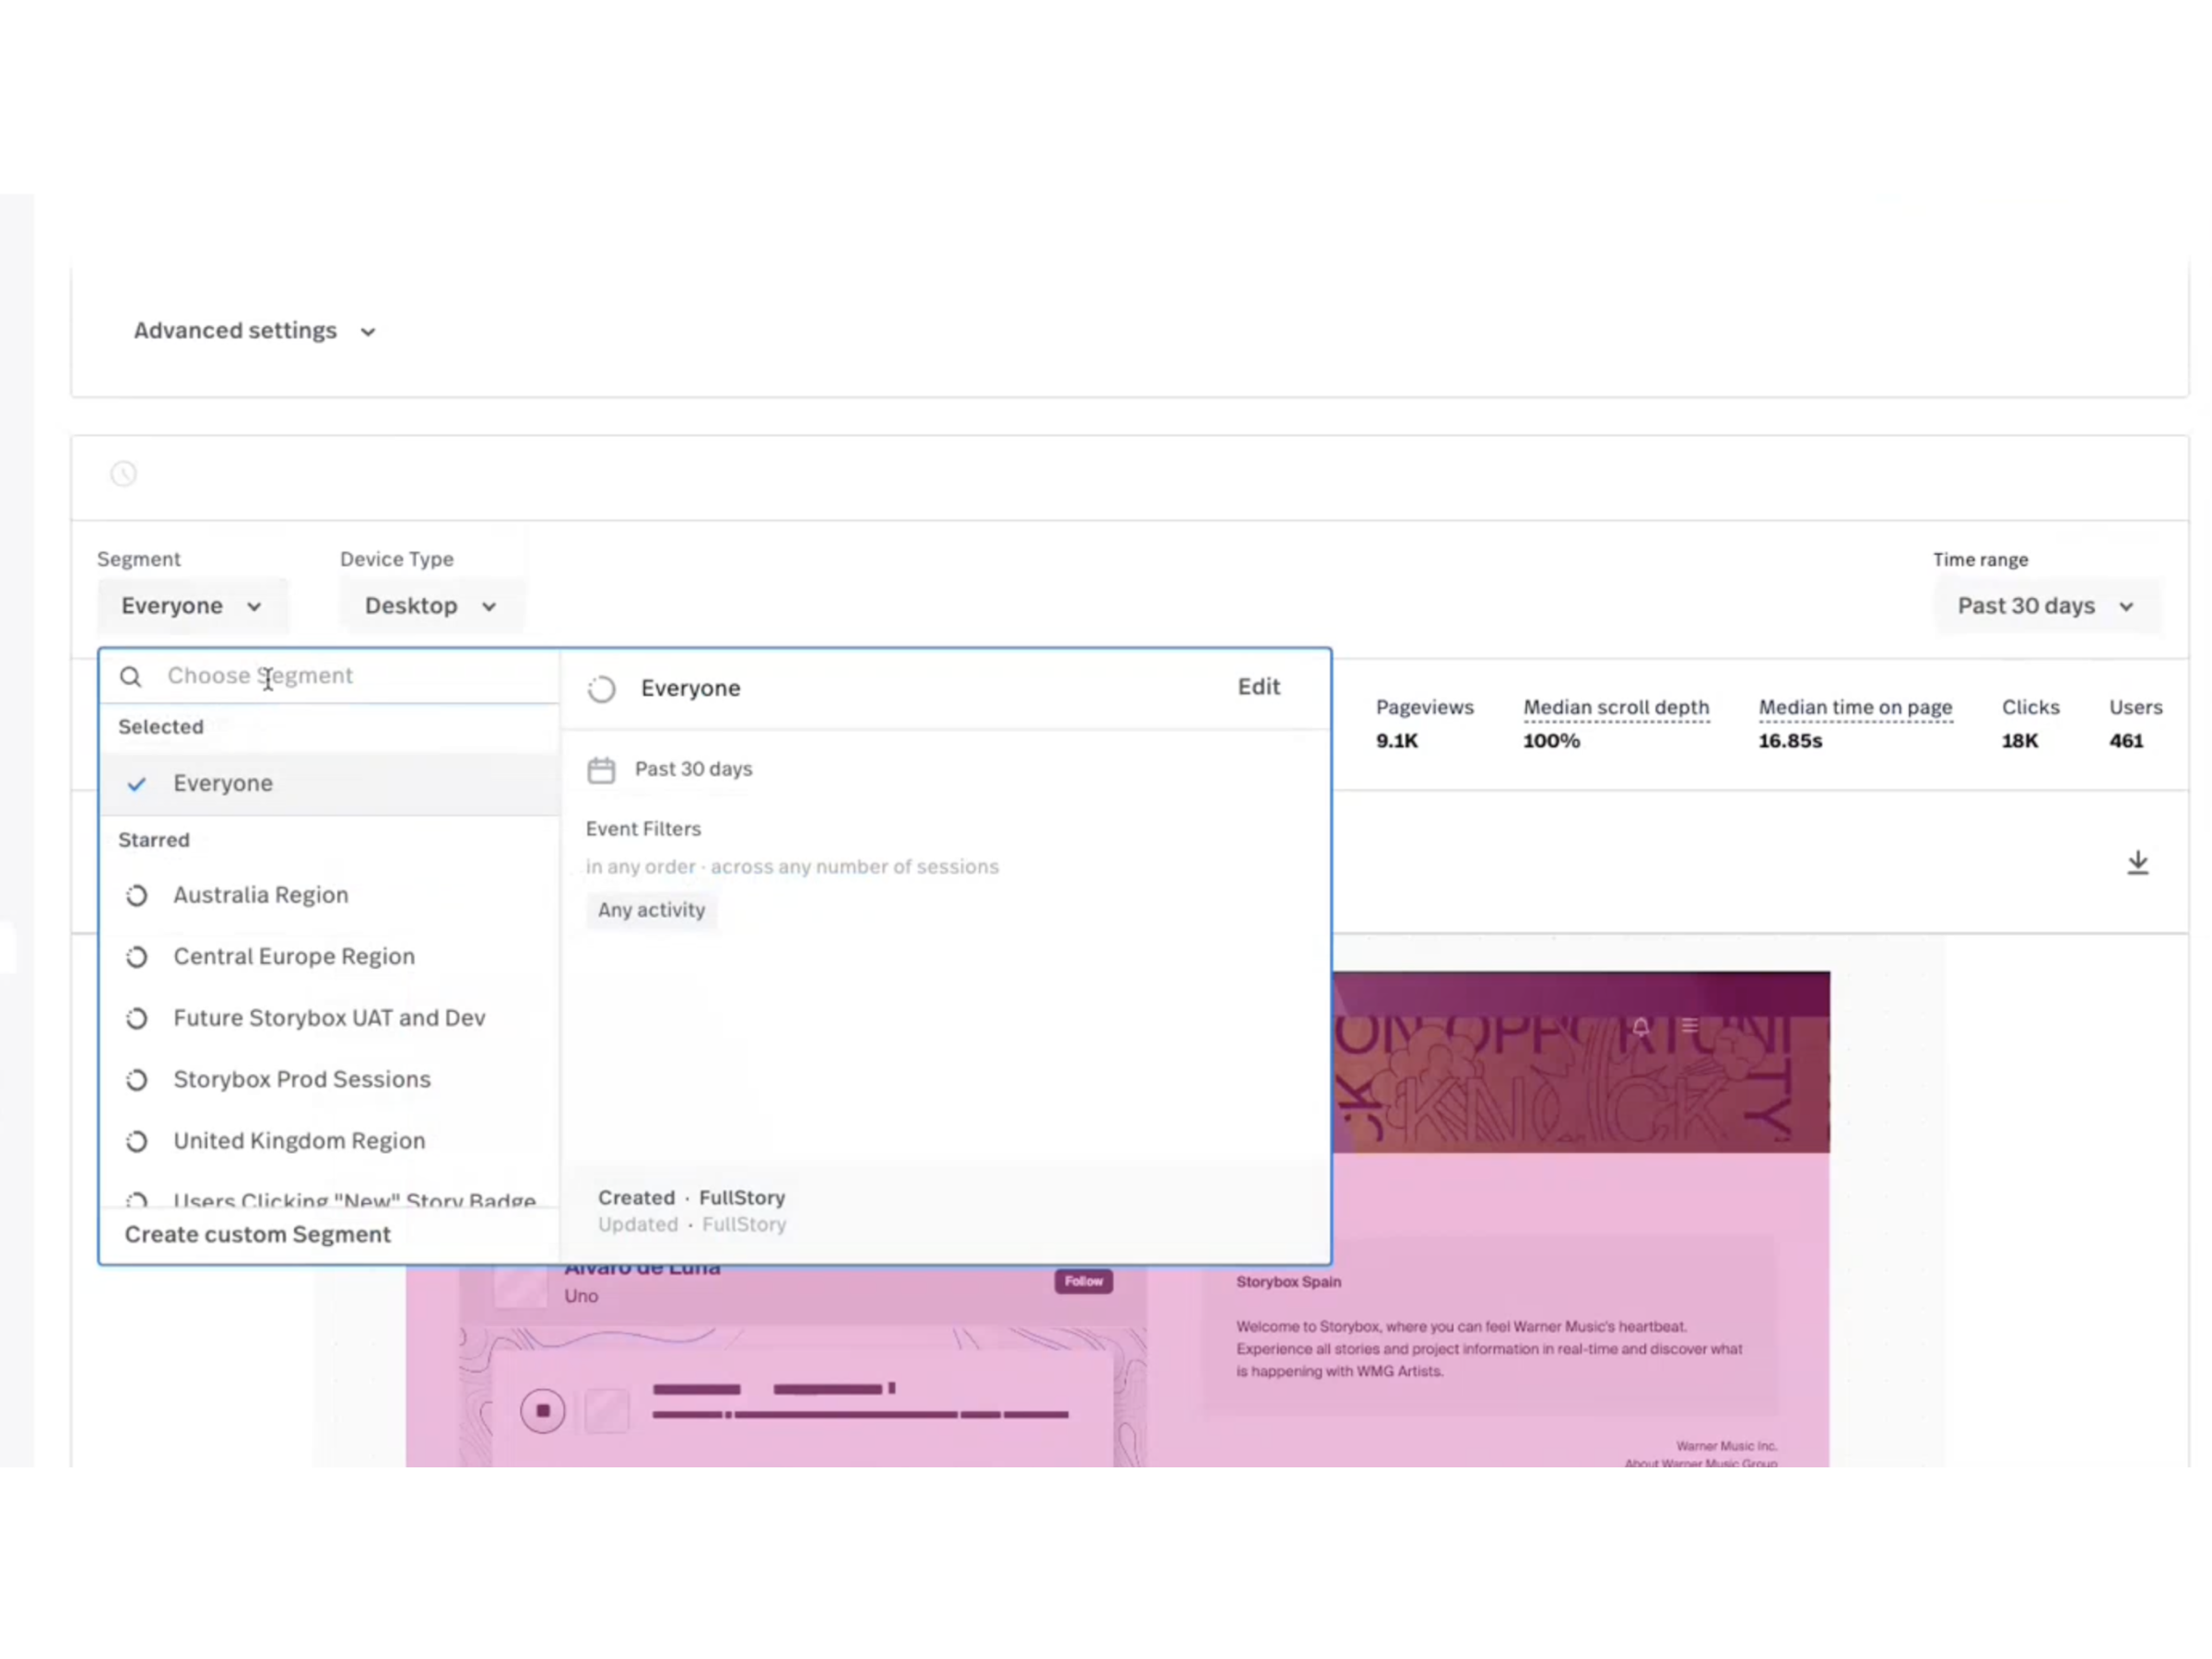 Advanced settings
Segment
Device Type
Time range
Everyone
Desktop
Past 30 days
Choose Segment
Everyone
Edit
Selected
Everyone
Past 30 days
Pageviews
Median scroll depth
Median time on page
Clicks
Users
9.1K
100%
16.85s
18K
461
Starred
Event Filters
in any order · across any number of sessions
Any activity
Australia Region
Central Europe Region
Future Storybox UAT and Dev
Storybox Prod Sessions
United Kingdom Region
Users Clicking "New" Story Badge
Create custom Segment
Created · FullStory
Updated · FullStory
KNOCK
Alvaro de Luna
Uno
Follow
Storybox Spain
Welcome to Storybox, where you can feel Warner Music's heartbeat.
Experience all stories and project information in real-time and discover what
is happening with WMG Artists.
Warner Music Inc.
About Warner Music Group